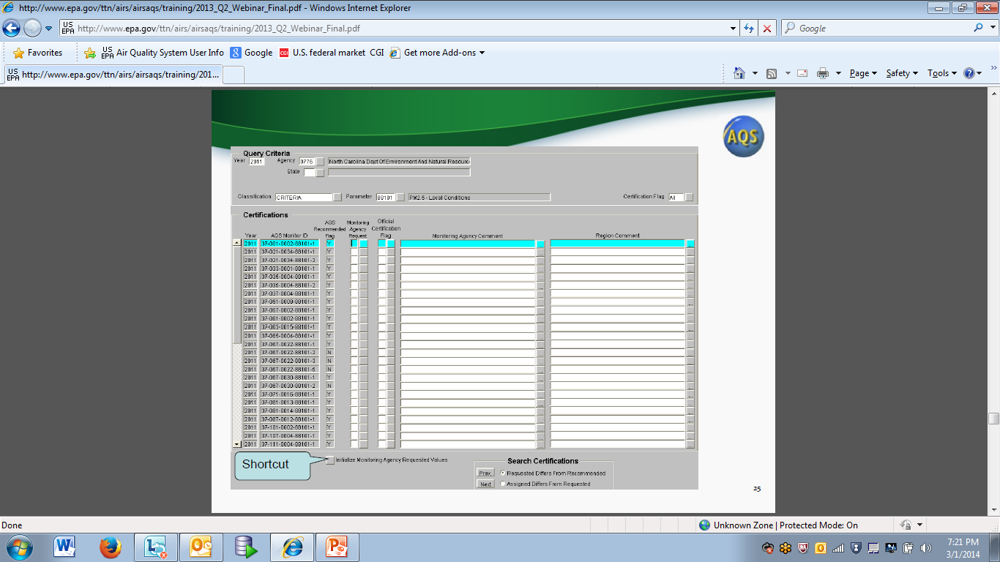 http://www.epa.gov/ttn/airs/airsaqs/training/2013_Q2_Webinar_Final.pdf - Windows Internet Explorer
US EPA http://www.epa.gov/ttn/airs/airsaqs/training/2013_Q2_Webinar_Final.pdf Google
Favorites US EPA Air Quality System User Info Google CGI U.S. federal market CGI Get more Add-ons
US EPA http://www.epa.gov/ttn/airs/airsaqs/training/201... Page Safety Tools
AQS
Query Criteria
Year 2011 Agency 0776 North Carolina Dept Of Environment And Natural Resourc
State
Classification CRITERIA Parameter 88101 PM2.5 - Local Conditions Certification Flag All
Certifications
Year AQS Monitor ID AQS Recommended Flag Monitoring Agency Request Official Certification Flag Monitoring Agency Comment Region Comment
2011 37-001-0002-88101-1 Y
2011 37-021-0034-88101-1 Y
2011 37-021-0034-88101-2 Y
2011 37-033-0001-88101-1 Y
2011 37-035-0004-88101-1 Y
2011 37-035-0004-88101-2 Y
2011 37-037-0004-88101-1 Y
2011 37-051-0009-88101-1 Y
2011 37-057-0002-88101-1 Y
2011 37-061-0002-88101-1 Y
2011 37-063-0015-88101-1 Y
2011 37-065-0004-88101-1 Y
2011 37-067-0022-88101-1 Y
2011 37-067-0022-88101-2 N
2011 37-067-0022-88101-3 N
2011 37-067-0022-88101-5 N
2011 37-067-0030-88101-1 Y
2011 37-067-0030-88101-2 N
2011 37-071-0016-88101-1 Y
2011 37-081-0013-88101-1 Y
2011 37-081-0014-88101-1 Y
2011 37-087-0012-88101-1 Y
2011 37-101-0002-88101-1 Y
2011 37-107-0004-88101-1 Y
2011 37-111-0004-88101-1 Y
Shortcut
Initialize Monitoring Agency Requested Values
Search Certifications
Prev. Requested Differs From Recommended
Next Assigned Differs From Requested
25
Done Unknown Zone | Protected Mode: On
7:21 PM
3/1/2014